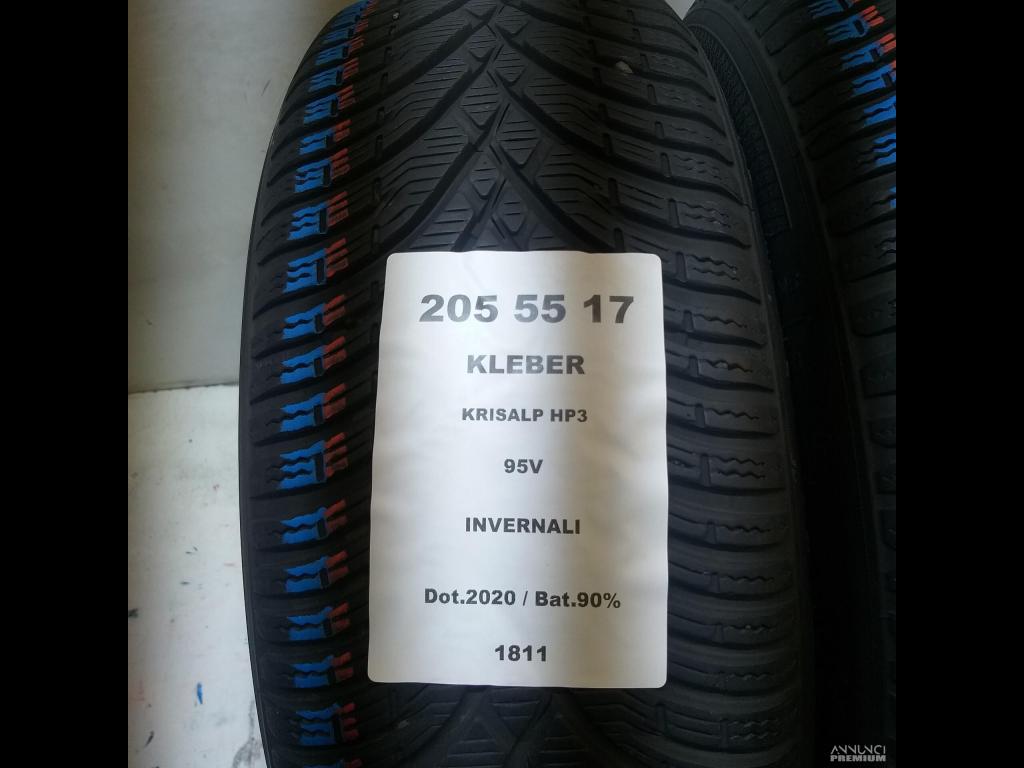 205 55 17
KLEBER
KRISALP HP3
95V
INVERNALI
Dot.2020 / Bat.90%
1811
ANNUNCI
PREMIUM